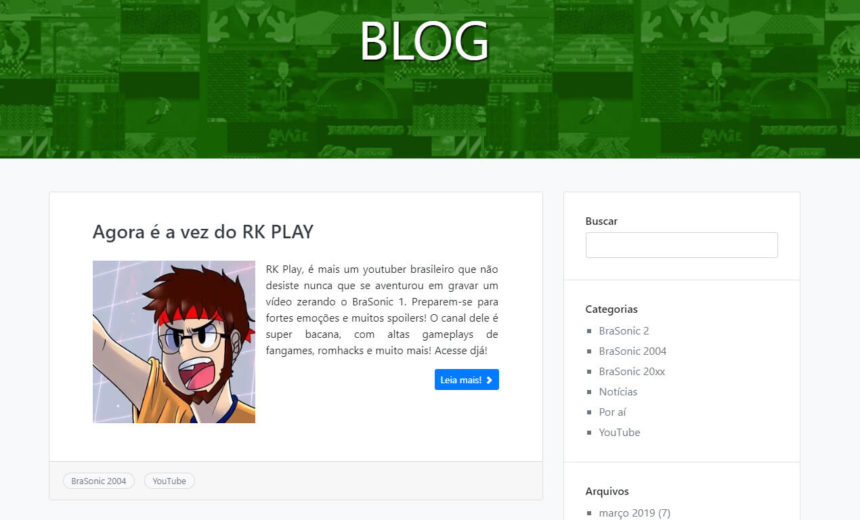 BLOG
Agora é a vez do RK PLAY
RK Play, é mais um youtuber brasileiro que não
desiste nunca que se aventurou em gravar um
vídeo zerando o BraSonic 1. Preparem-se para
fortes emoções e muitos spoilers! O canal dele é
super bacana, com altas gameplays de
fangames, romhacks e muito mais! Acesse djá!
Leia mais!
BraSonic 2004
YouTube
Buscar
Categorias
BraSonic 2
BraSonic 2004
BraSonic 20xx
Notícias
Por aí
YouTube
Arquivos
março 2019 (7)